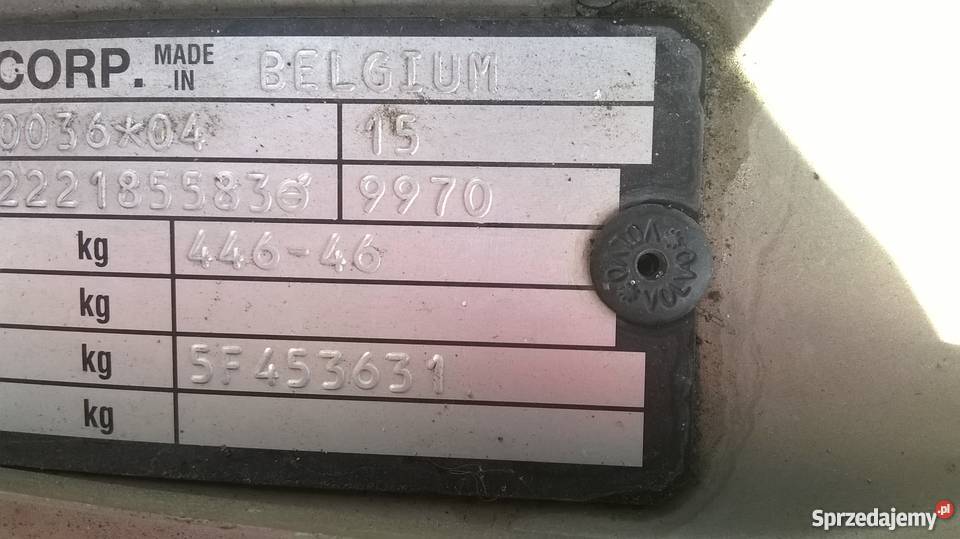 CORP. MADE IN BELGIUM
0036*04 15
222185583 9970
kg 446-46
kg
kg 5F453631
kg
VOLVO VOLVO VOLVO
Sprzedajemy.pl